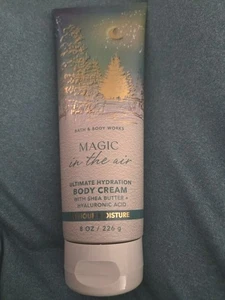 BATH & BODY WORKS
MAGIC
in the air
ULTIMATE HYDRATION
BODY CREAM
WITH SHEA BUTTER +
HYALURONIC ACID
MOISTURE
8 OZ / 226 g